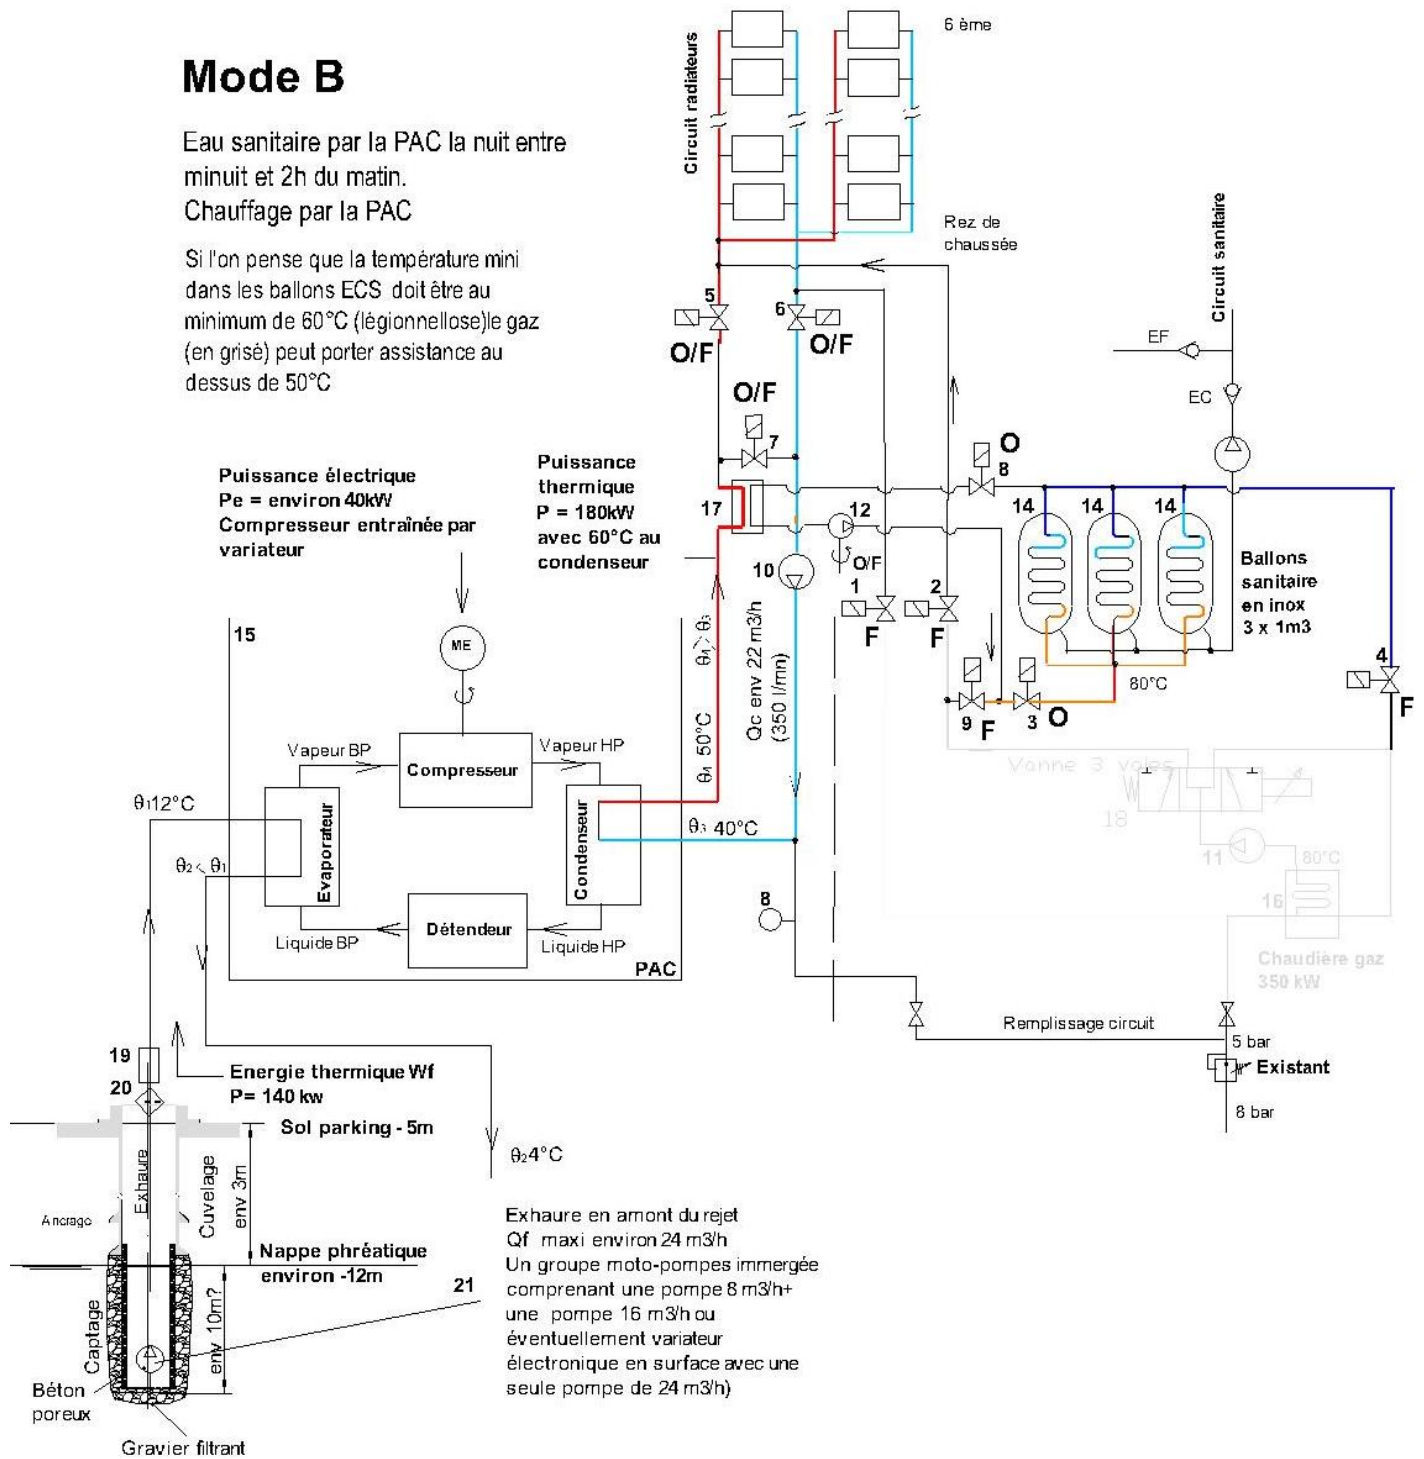 6 ème
Circuit radiateurs
Mode B
Eau sanitaire par la PAC la nuit entre
minuit et 2h du matin.
Chauffage par la PAC
Si l'on pense que la température mini
dans les ballons ECS doit être au
minimum de 60°C (légionnellose)le gaz
(en grisé) peut porter assistance au
dessus de 50°C
Rez de
chaussée
Circuit sanitaire
5
6
O/F
O/F
EF
EC
O/F
7
O
8
Puissance électrique
Pe = environ 40kW
Compresseur entraînée par
variateur
Puissance
thermique
P = 180kW
avec 60°C au
condenseur
17
12
O/F
14
14
14
Ballons
sanitaire
en inox
3 x 1m3
10
1
F
2
F
4
F
80°C
9
F
3
O
15
ME
θ4 > θ3
θ4 50°C
Qc env 22 m3/h
(350 l/mn)
Vapeur BP
Compresseur
Vapeur HP
θ1 12°C
θ2 < θ1
Evaporateur
Condenseur
θ3 40°C
Liquide BP
Détendeur
Liquide HP
PAC
Vanne 3 voies
18
11
80°C
16
Chaudière gaz
350 kW
8
Remplissage circuit
5 bar
Existant
8 bar
19
20
Energie thermique Wf
P= 140 kw
Sol parking - 5m
θ2 4°C
Exhaure
Cuvelage
env 3m
Ancrage
Nappe phréatique
environ -12m
Captage
env 10m?
21
Exhaure en amont du rejet
Qf maxi environ 24 m3/h
Un groupe moto-pompes immergée
comprenant une pompe 8 m3/h+
une pompe 16 m3/h ou
éventuellement variateur
électronique en surface avec une
seule pompe de 24 m3/h)
Béton
poreux
Gravier filtrant